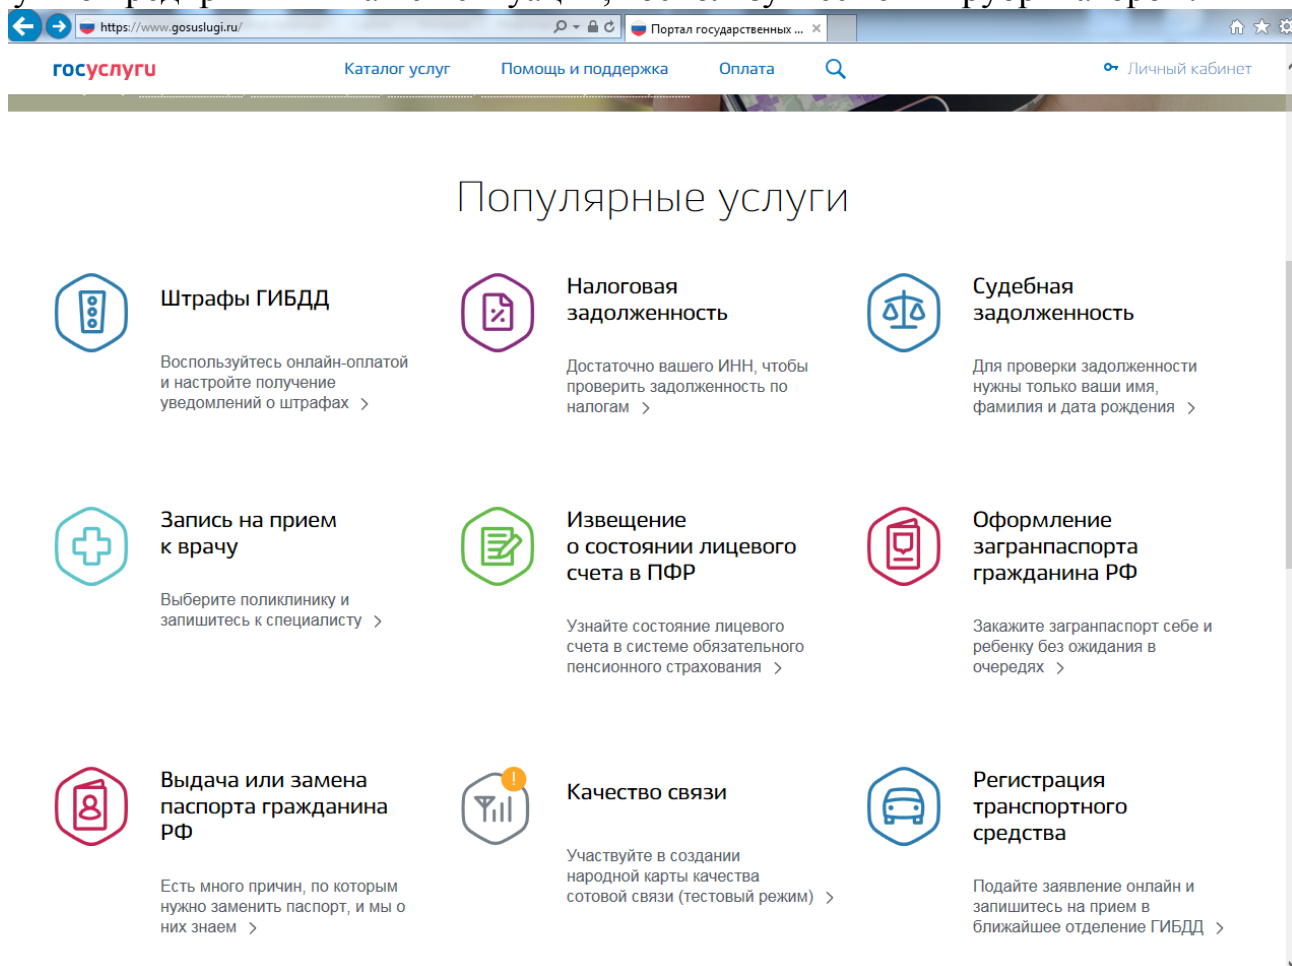 https://www.gosuslugi.ru/
Портал государственных ...
госуслуги
Каталог услуг
Помощь и поддержка
Оплата
Личный кабинет
Популярные услуги
Штрафы ГИБДД
Воспользуйтесь онлайн-оплатой
и настройте получение
уведомлений о штрафах >
Налоговая
задолженность
Достаточно вашего ИНН, чтобы
проверить задолженность по
налогам >
Судебная
задолженность
Для проверки задолженности
нужны только ваши имя,
фамилия и дата рождения >
Запись на прием
к врачу
Выберите поликлинику и
запишитесь к специалисту >
Извещение
о состоянии лицевого
счета в ПФР
Узнайте состояние лицевого
счета в системе обязательного
пенсионного страхования >
Оформление
загранпаспорта
гражданина РФ
Закажите загранпаспорт себе и
ребенку без ожидания в
очередях >
Выдача или замена
паспорта гражданина
РФ
Есть много причин, по которым
нужно заменить паспорт, и мы о
них знаем >
Качество связи
Участвуйте в создании
народной карты качества
сотовой связи (тестовый режим) >
Регистрация
транспортного
средства
Подайте заявление онлайн и
запишитесь на прием в
ближайшее отделение ГИБДД >